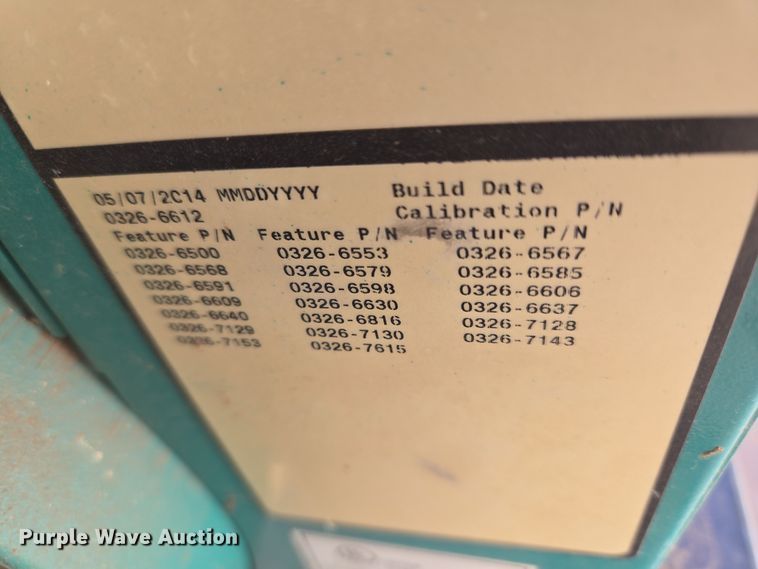 05/07/2014 MMDDYYYY Build Date
0326-6612 Calibration P/N
Feature P/N Feature P/N Feature P/N
0326-6500 0326-6553 0326-6567
0326-6568 0326-6579 0326-6585
0326-6591 0326-6598 0326-6606
0326-6609 0326-6630 0326-6637
0326-6640 0326-6816 0326-7128
0326-7129 0326-7130 0326-7143
0326-7153 0326-7615
Purple Wave Auction